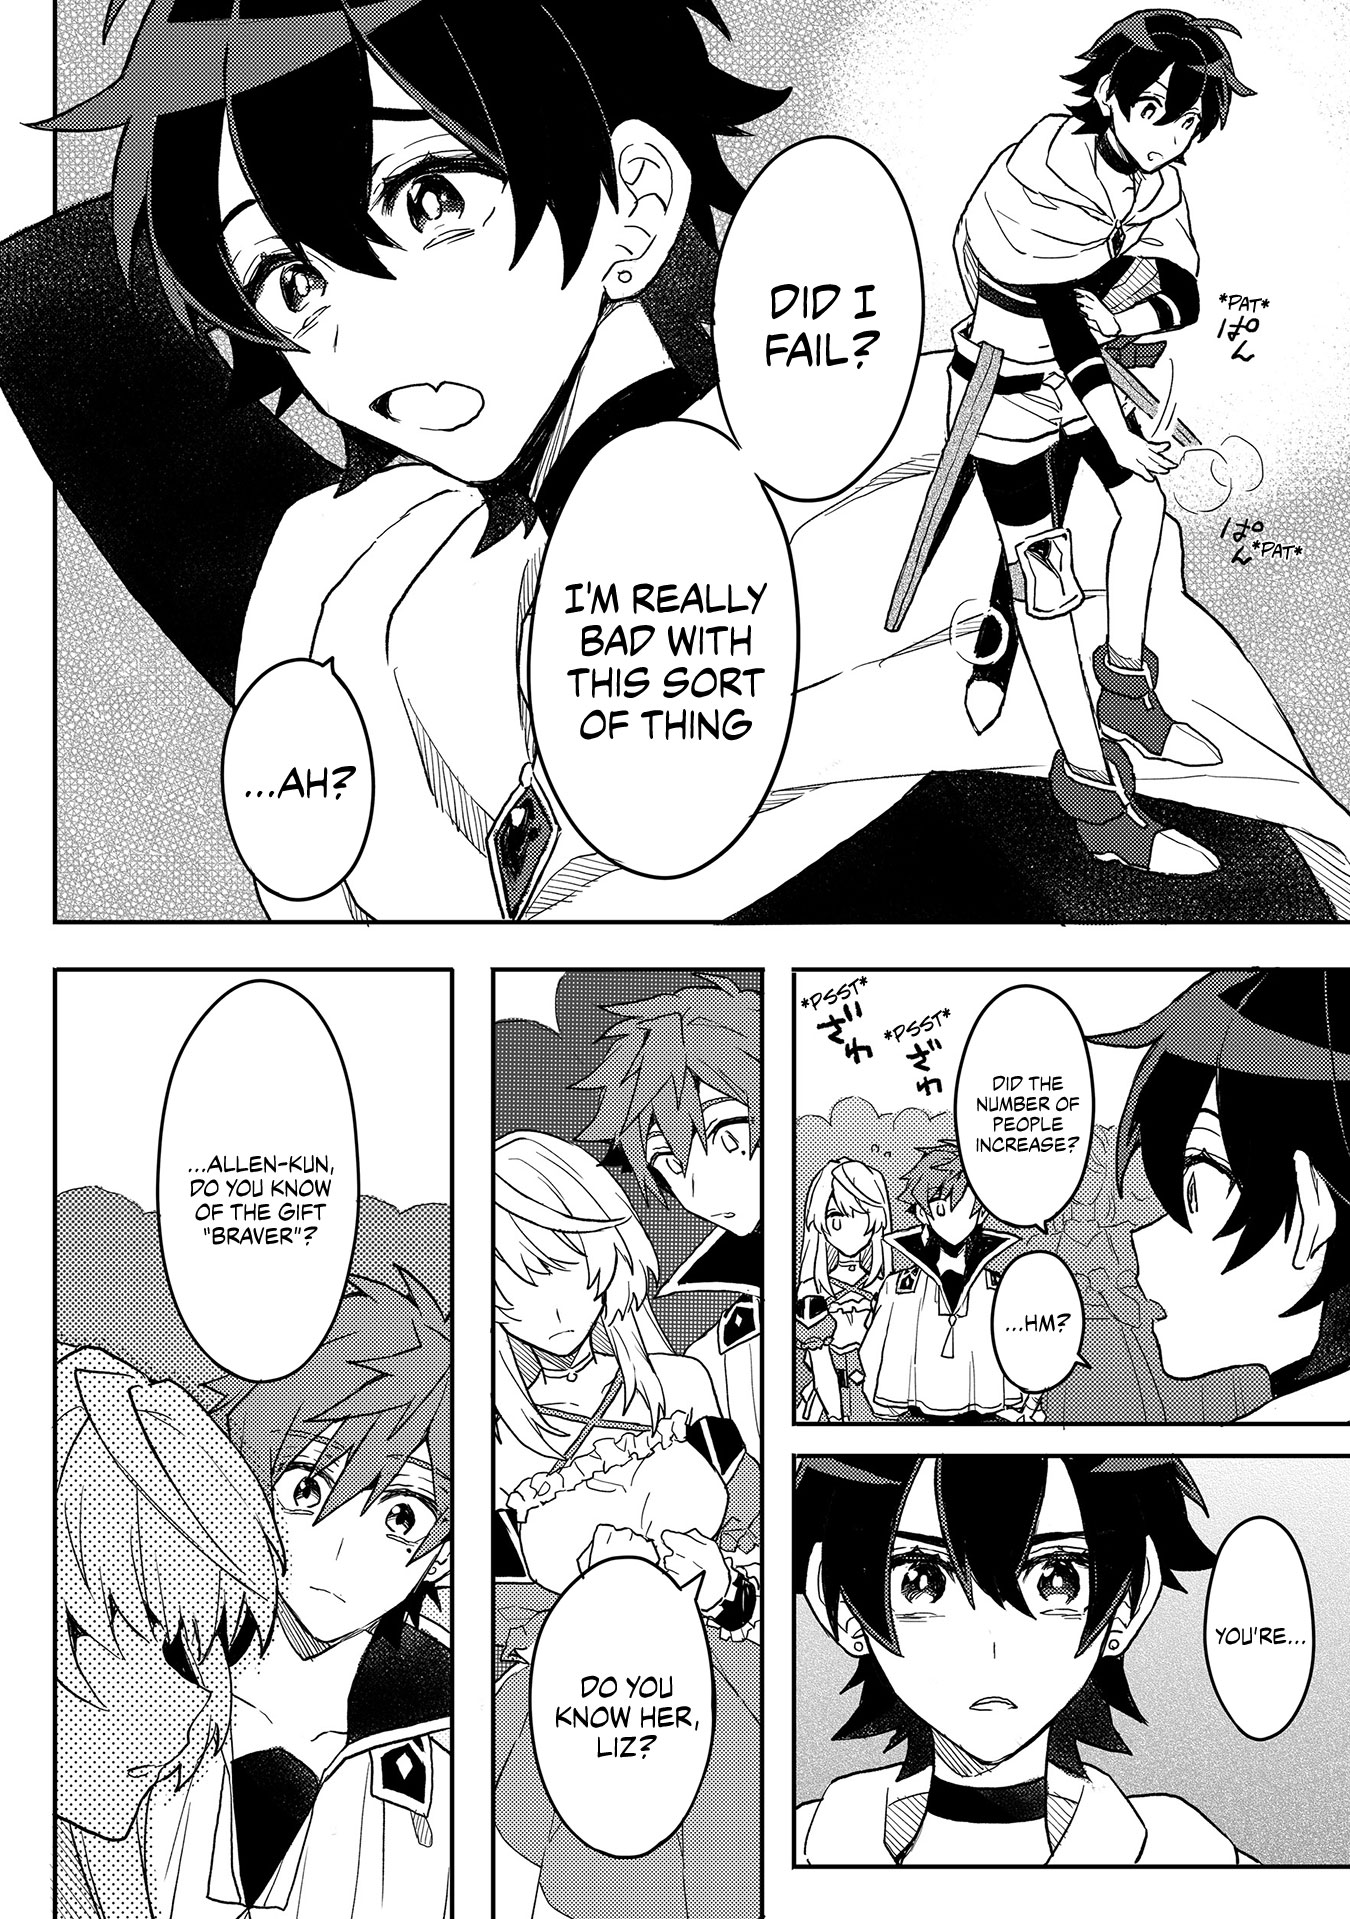 *PAT*
ぱん
ぱん
*PAT*
DID I
FAIL?
I'M REALLY
BAD WITH
THIS SORT
OF THING
...AH?
DID THE
NUMBER OF
PEOPLE
INCREASE?
*PSST*
ざわ
*PSST*
ざわ
...HM?
YOU'RE...
DO YOU
KNOW HER,
LIZ?
...ALLEN-KUN,
DO YOU KNOW
OF THE GIFT
"BRAVER"?